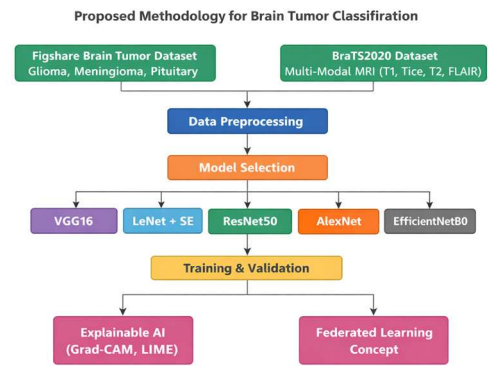 Proposed Methodology for Brain Tumor Classifiration
Figshare Brain Tumor Dataset
Glioma, Meningioma, Pituitary
BraTS2020 Dataset
Multi-Modal MRI (T1, Tice, T2, FLAIR)
Data Preprocessing
Model Selection
VGG16
LeNet + SE
ResNet50
AlexNet
EfficientNetB0
Training & Validation
Explainable AI
(Grad-CAM, LIME)
Federated Learning
Concept